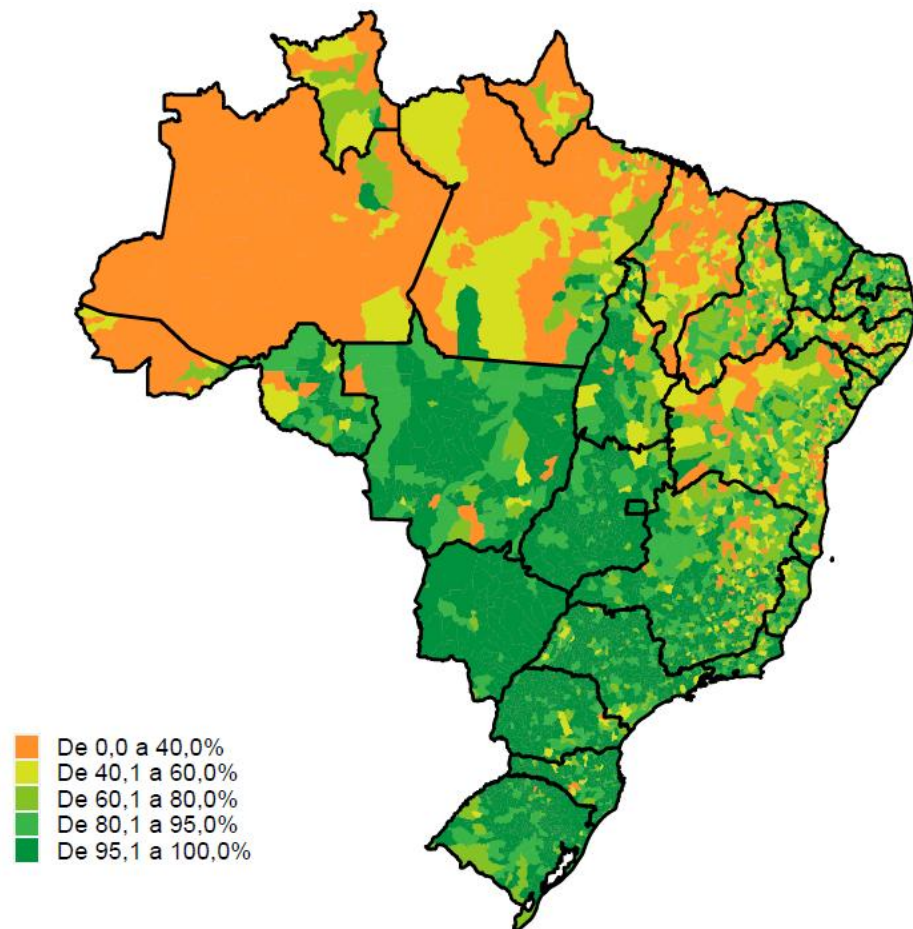 De 0,0 a 40,0%
De 40,1 a 60,0%
De 60,1 a 80,0%
De 80,1 a 95,0%
De 95,1 a 100,0%